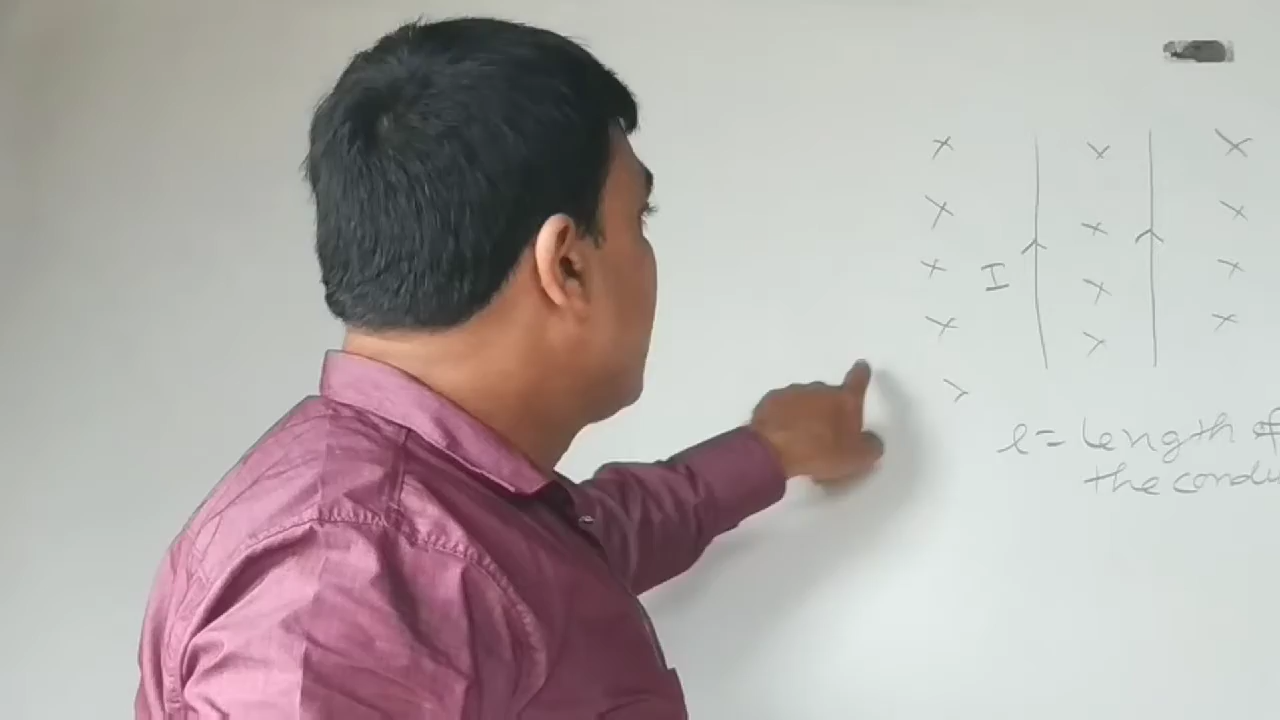 × × ×
× × ×
I
× × ×
× × ×
l = Length of
the condu